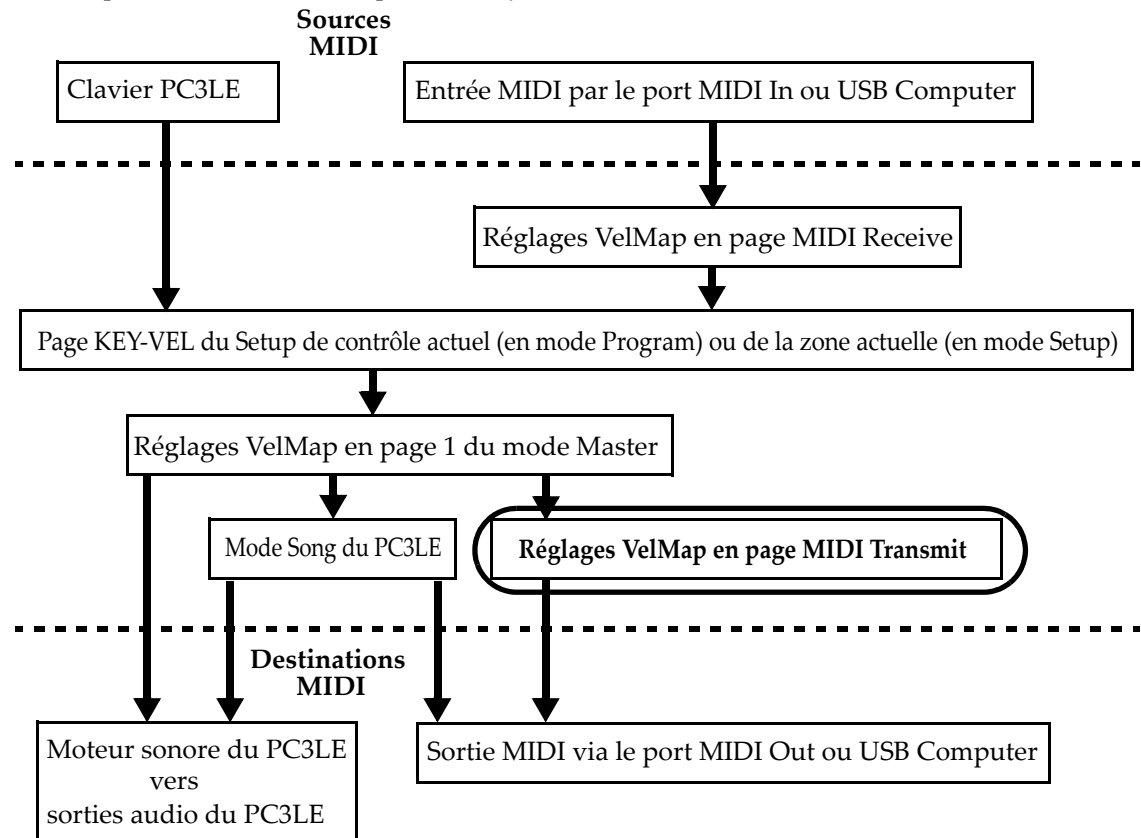 Sources
MIDI
Clavier PC3LE
Entrée MIDI par le port MIDI In ou USB Computer
Réglages VelMap en page MIDI Receive
Page KEY-VEL du Setup de contrôle actuel (en mode Program) ou de la zone actuelle (en mode Setup)
Réglages VelMap en page 1 du mode Master
Mode Song du PC3LE
Réglages VelMap en page MIDI Transmit
Destinations
MIDI
Moteur sonore du PC3LE
vers
sorties audio du PC3LE
Sortie MIDI via le port MIDI Out ou USB Computer